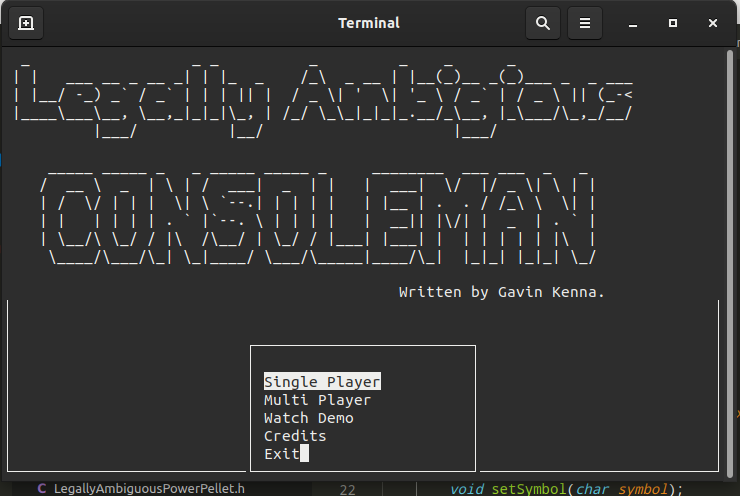 Terminal
Legally Ambigious
CONSOLEMAN
Written by Gavin Kenna.
Single Player
Multi Player
Watch Demo
Credits
Exit
C LegallyAmbiguousPowerPellet.h
22 void setSymbol(char symbol);